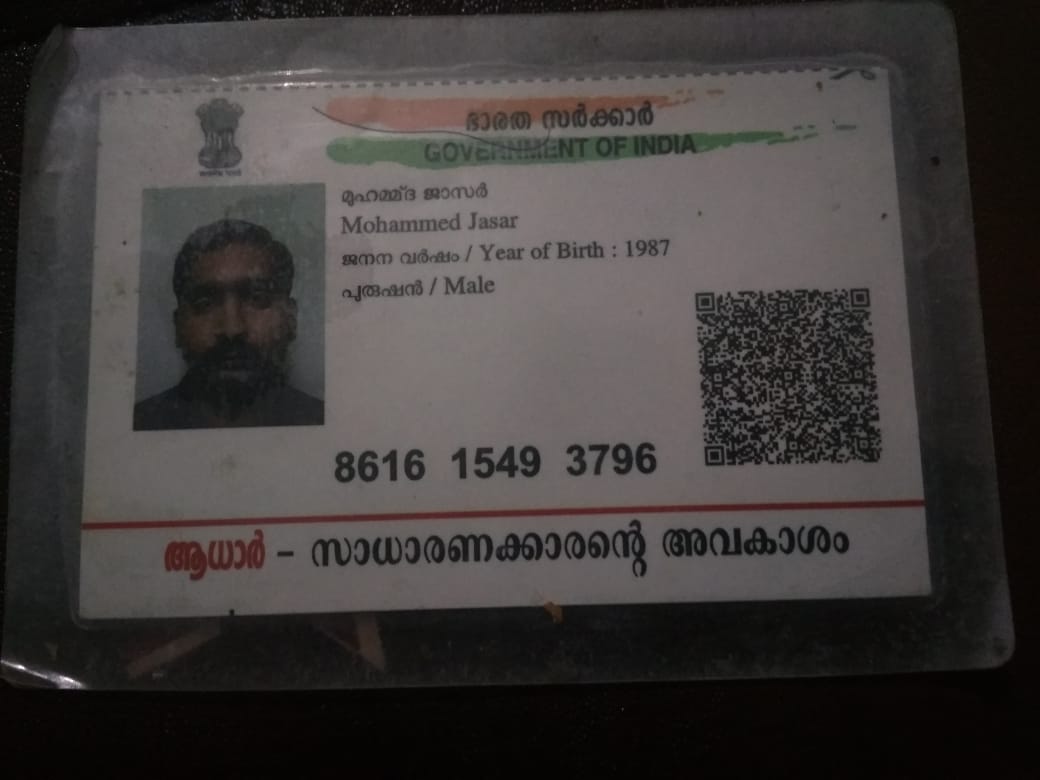 ഭാരത സർക്കാർ
GOVERNMENT OF INDIA
മുഹമ്മ്ദ ജാസർ
Mohammed Jasar
ജനന വർഷം / Year of Birth : 1987
പുരുഷൻ / Male
8616 1549 3796
ആധാർ – സാധാരണക്കാരന്റെ അവകാശം